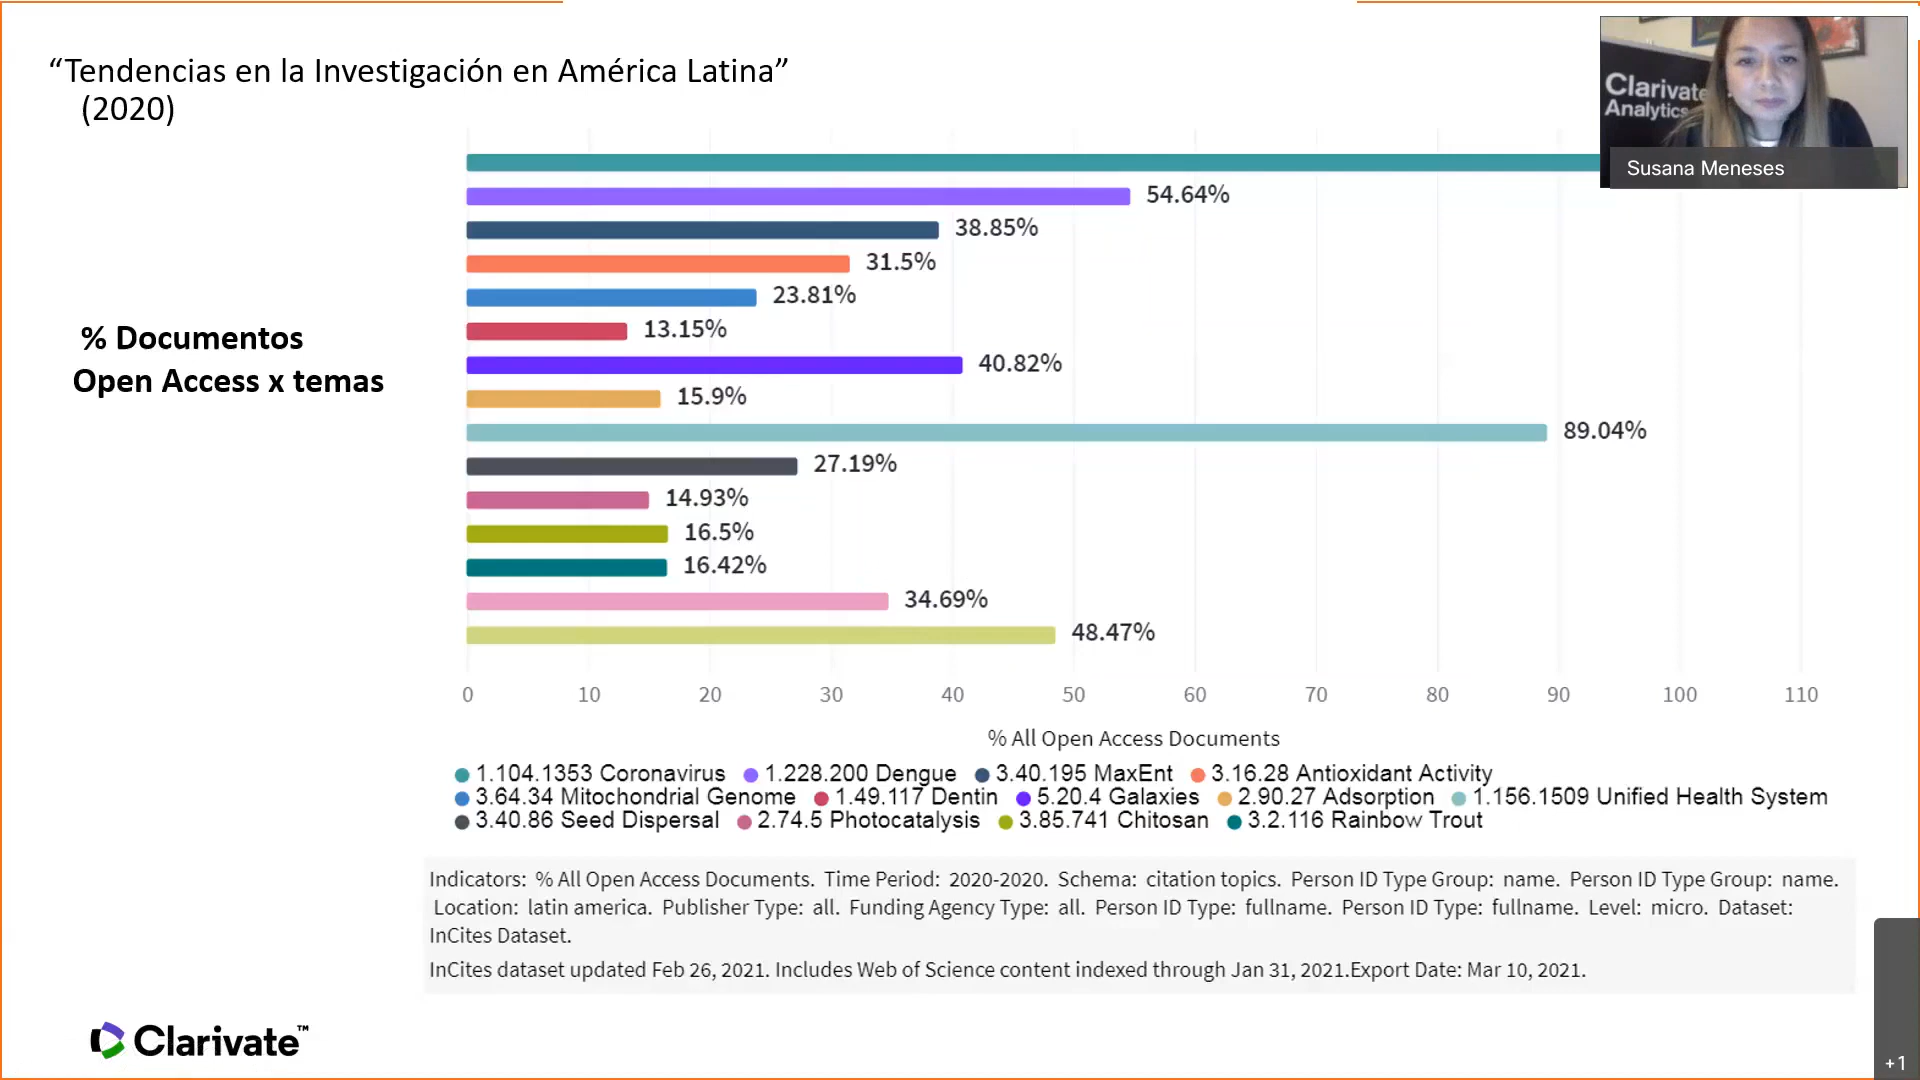 “Tendencias en la Investigación en América Latina”
(2020)
Clarivate
Analytics
Susana Meneses
54.64%
38.85%
31.5%
23.81%
% Documentos
Open Access x temas
13.15%
40.82%
15.9%
89.04%
27.19%
14.93%
16.5%
16.42%
34.69%
48.47%
0 10 20 30 40 50 60 70 80 90 100 110
% All Open Access Documents
1.104.1353 Coronavirus 1.228.200 Dengue 3.40.195 MaxEnt 3.16.28 Antioxidant Activity
3.64.34 Mitochondrial Genome 1.49.117 Dentin 5.20.4 Galaxies 2.90.27 Adsorption 1.156.1509 Unified Health System
3.40.86 Seed Dispersal 2.74.5 Photocatalysis 3.85.741 Chitosan 3.2.116 Rainbow Trout
Indicators: % All Open Access Documents. Time Period: 2020-2020. Schema: citation topics. Person ID Type Group: name. Person ID Type Group: name.
Location: latin america. Publisher Type: all. Funding Agency Type: all. Person ID Type: fullname. Person ID Type: fullname. Level: micro. Dataset:
InCites Dataset.
InCites dataset updated Feb 26, 2021. Includes Web of Science content indexed through Jan 31, 2021.Export Date: Mar 10, 2021.
Clarivate™
+1